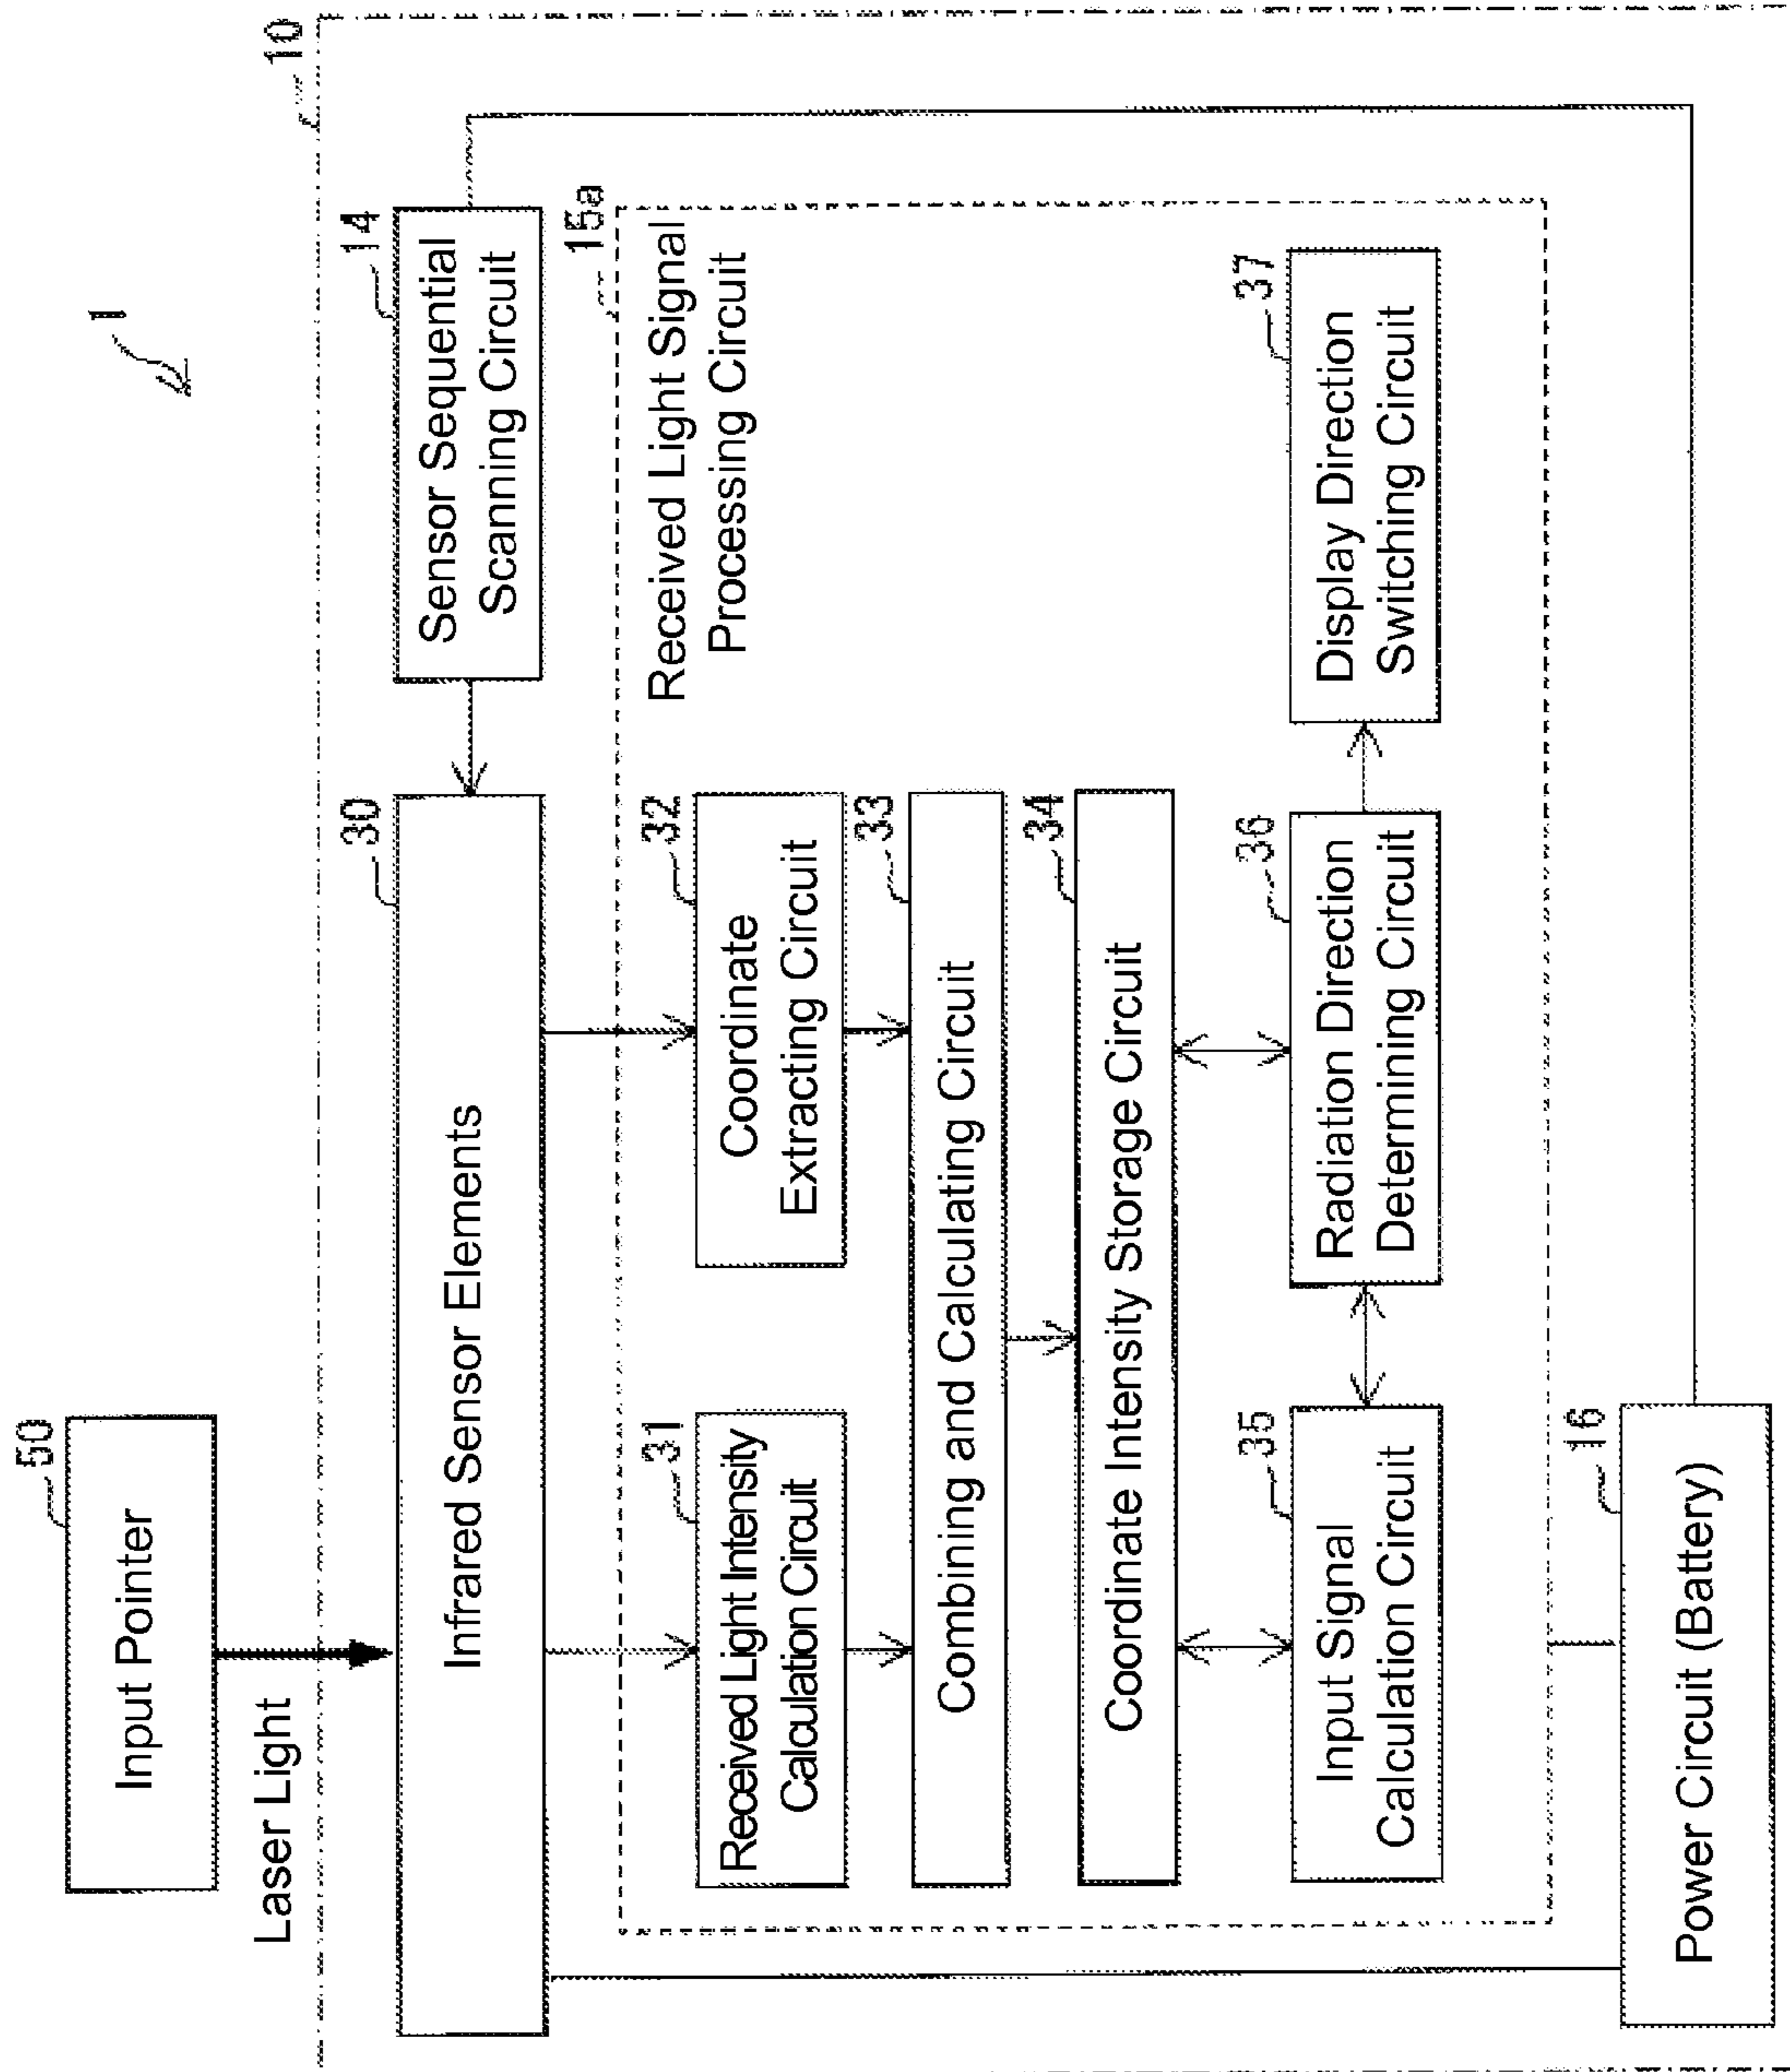 1
50
Input Pointer
Laser Light
10
30
Infrared Sensor Elements
14
Sensor Sequential
Scanning Circuit
15a
Received Light Signal
Processing Circuit
31
Received Light Intensity
Calculation Circuit
32
Coordinate
Extracting Circuit
33
Combining and Calculating Circuit
34
Coordinate Intensity Storage Circuit
35
Input Signal
Calculation Circuit
36
Radiation Direction
Determining Circuit
37
Display Direction
Switching Circuit
16
Power Circuit (Battery)